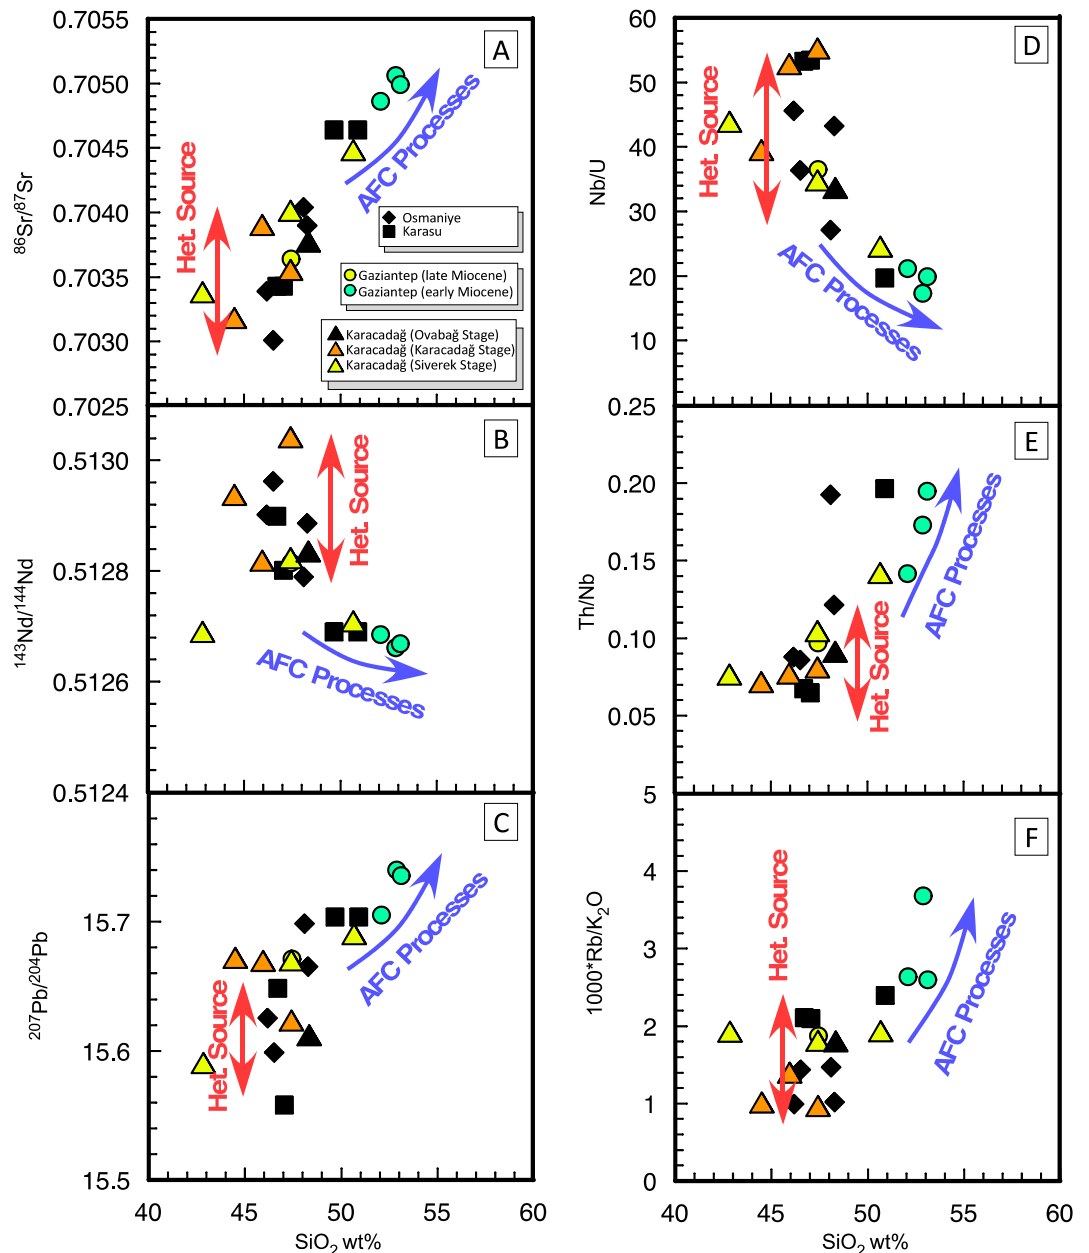 0.7055
0.7050
0.7045
0.7040
0.7035
0.7030
0.7025
86Sr/87Sr
A
Het. Source
AFC Processes
Osmaniye
Karasu
Gaziantep (late Miocene)
Gaziantep (early Miocene)
Karacadağ (Ovabağ Stage)
Karacadağ (Karacadağ Stage)
Karacadağ (Siverek Stage)
0.5130
0.5128
0.5126
0.5124
143Nd/144Nd
B
Het. Source
AFC Processes
15.7
15.6
15.5
207Pb/204Pb
C
Het. Source
AFC Processes
40
45
50
55
60
SiO2 wt%
60
50
40
30
20
10
Nb/U
D
Het. Source
AFC Processes
0.25
0.20
0.15
0.10
0.05
Th/Nb
E
Het. Source
AFC Processes
5
4
3
2
1
0
1000*Rb/K2O
F
Het. Source
AFC Processes
40
45
50
55
60
SiO2 wt%